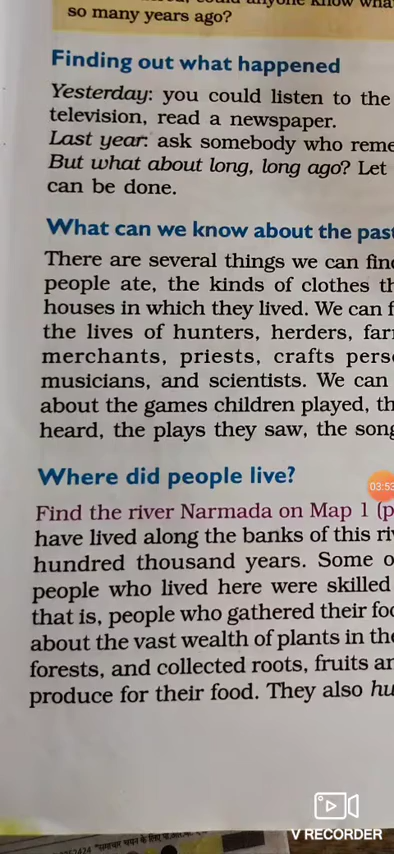 so many years ago?
Finding out what happened
Yesterday: you could listen to the
television, read a newspaper.
Last year: ask somebody who reme
But what about long, long ago? Let
can be done.
What can we know about the past
There are several things we can find
people ate, the kinds of clothes th
houses in which they lived. We can f
the lives of hunters, herders, farm
merchants, priests, crafts perso
musicians, and scientists. We can
about the games children played, th
heard, the plays they saw, the song
Where did people live?
Find the river Narmada on Map 1 (p
have lived along the banks of this riv
hundred thousand years. Some o
people who lived here were skilled
that is, people who gathered their foo
about the vast wealth of plants in the
forests, and collected roots, fruits an
produce for their food. They also hu
03:53
V RECORDER